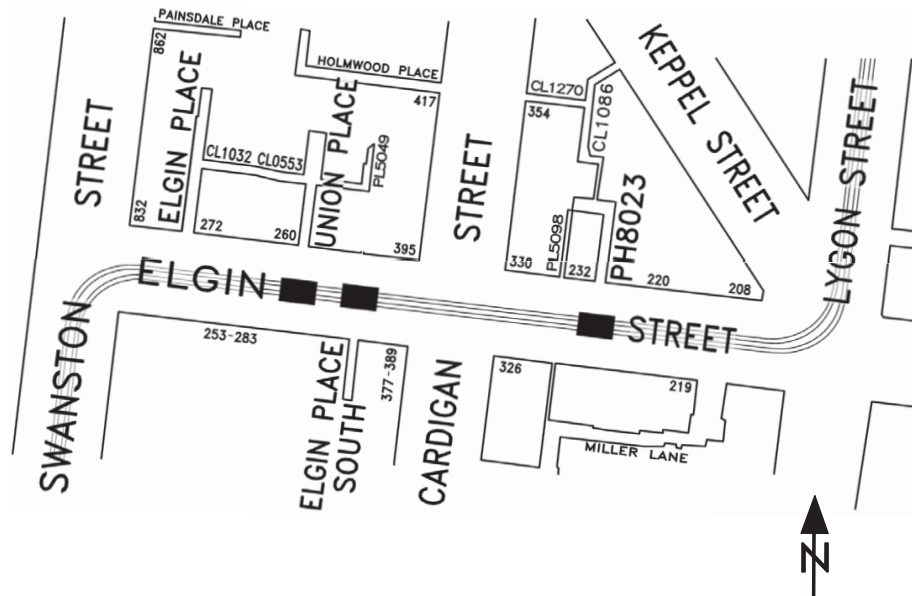 PAINSDALE PLACE
862
ELGIN PLACE
HOLMWOOD PLACE
417
UNION PLACE
PL5049
CL1032 CL0553
STREET
832
272
260
395
STREET
CL1270
354
CL1086
KEPPEL STREET
LYGON STREET
PL5098
PH8023
330
232
220
208
ELGIN
STREET
SWANSTON
253-283
ELGIN PLACE
SOUTH
377-389
CARDIGAN
326
219
MILLER LANE
N